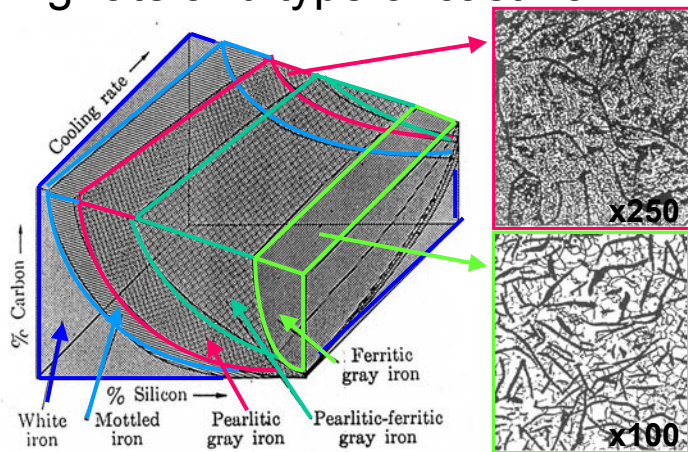 Cooling rate
% Carbon
% Silicon
White
iron
Mottled
iron
Pearlitic
gray iron
Pearlitic-ferritic
gray iron
Ferritic
gray iron
x250
x100